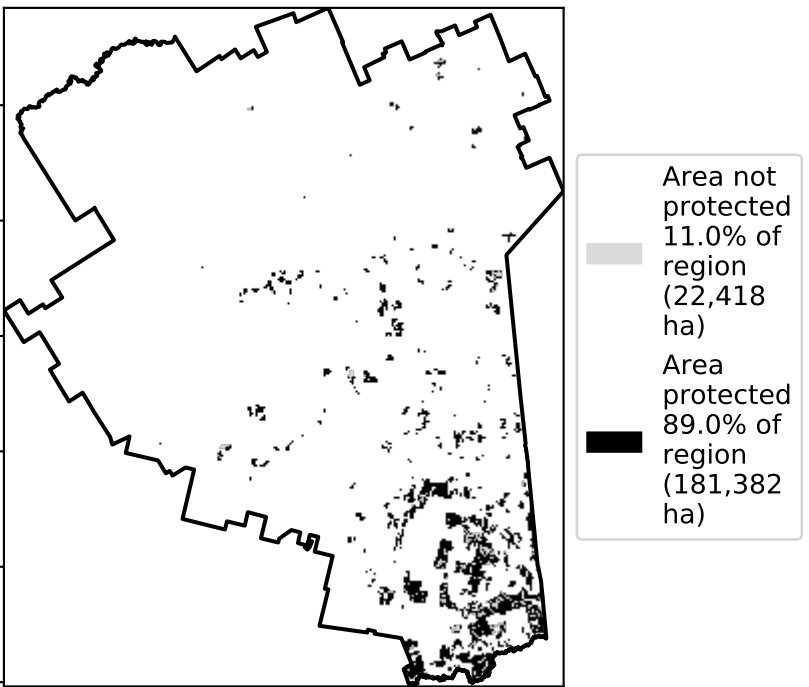 Area not
protected
11.0% of
region
(22,418
ha)
Area
protected
89.0% of
region
(181,382
ha)